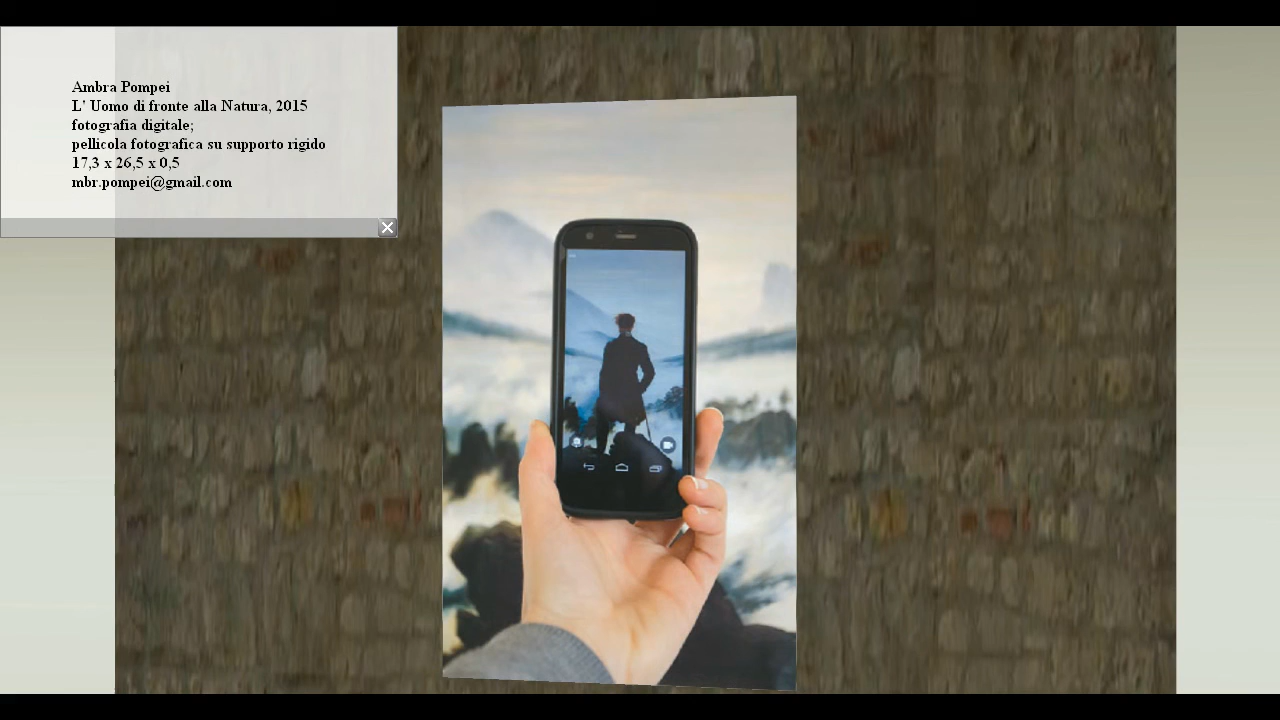 Ambra Pompei
L' Uomo di fronte alla Natura, 2015
fotografia digitale;
pellicola fotografica su supporto rigido
17,3 x 26,5 x 0,5
mbr.pompei@gmail.com